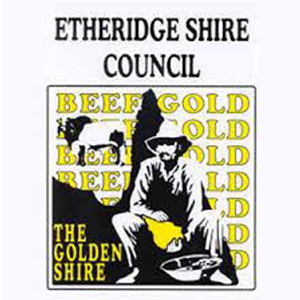 ETHERIDGE SHIRE
COUNCIL
BEEF GOLD
THE
GOLDEN
SHIRE